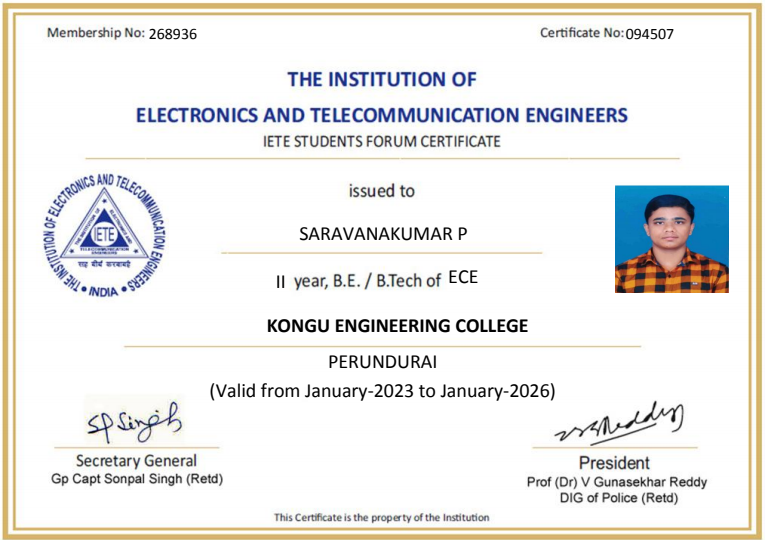 Membership No: 268936
Certificate No: 094507
THE INSTITUTION OF
ELECTRONICS AND TELECOMMUNICATION ENGINEERS
IETE STUDENTS FORUM CERTIFICATE
issued to
THE INSTITUTION OF ELECTRONICS AND TELECOMMUNICATION ENGINEERS
IETE
• INDIA •
SARAVANAKUMAR P
II year, B.E. / B.Tech of ECE
KONGU ENGINEERING COLLEGE
PERUNDURAI
(Valid from January-2023 to January-2026)
SP Singh
Secretary General
Gp Capt Sonpal Singh (Retd)
Reddy
President
Prof (Dr) V Gunasekhar Reddy
DIG of Police (Retd)
This Certificate is the property of the Institution